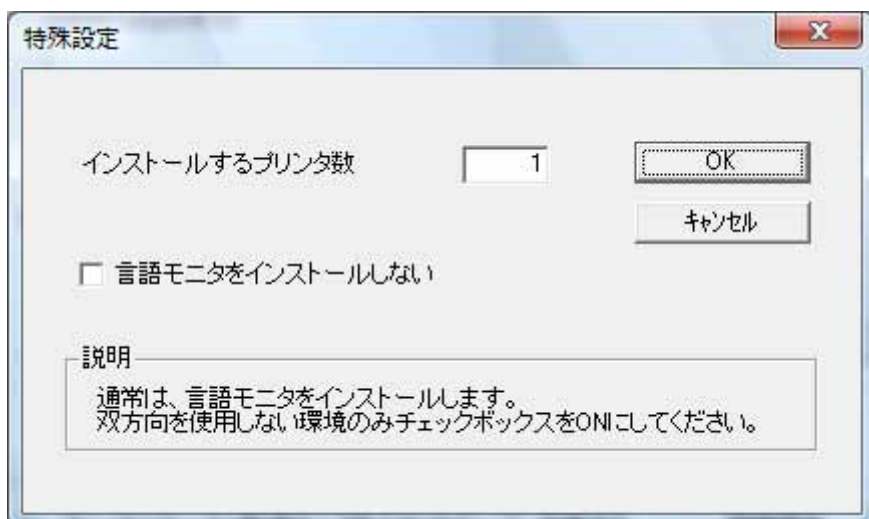 特殊設定
インストールするプリンタ数 1 OK
キャンセル
言語モニタをインストールしない
説明
通常は、言語モニタをインストールします。
双方向を使用しない環境のみチェックボックスをONにしてください。